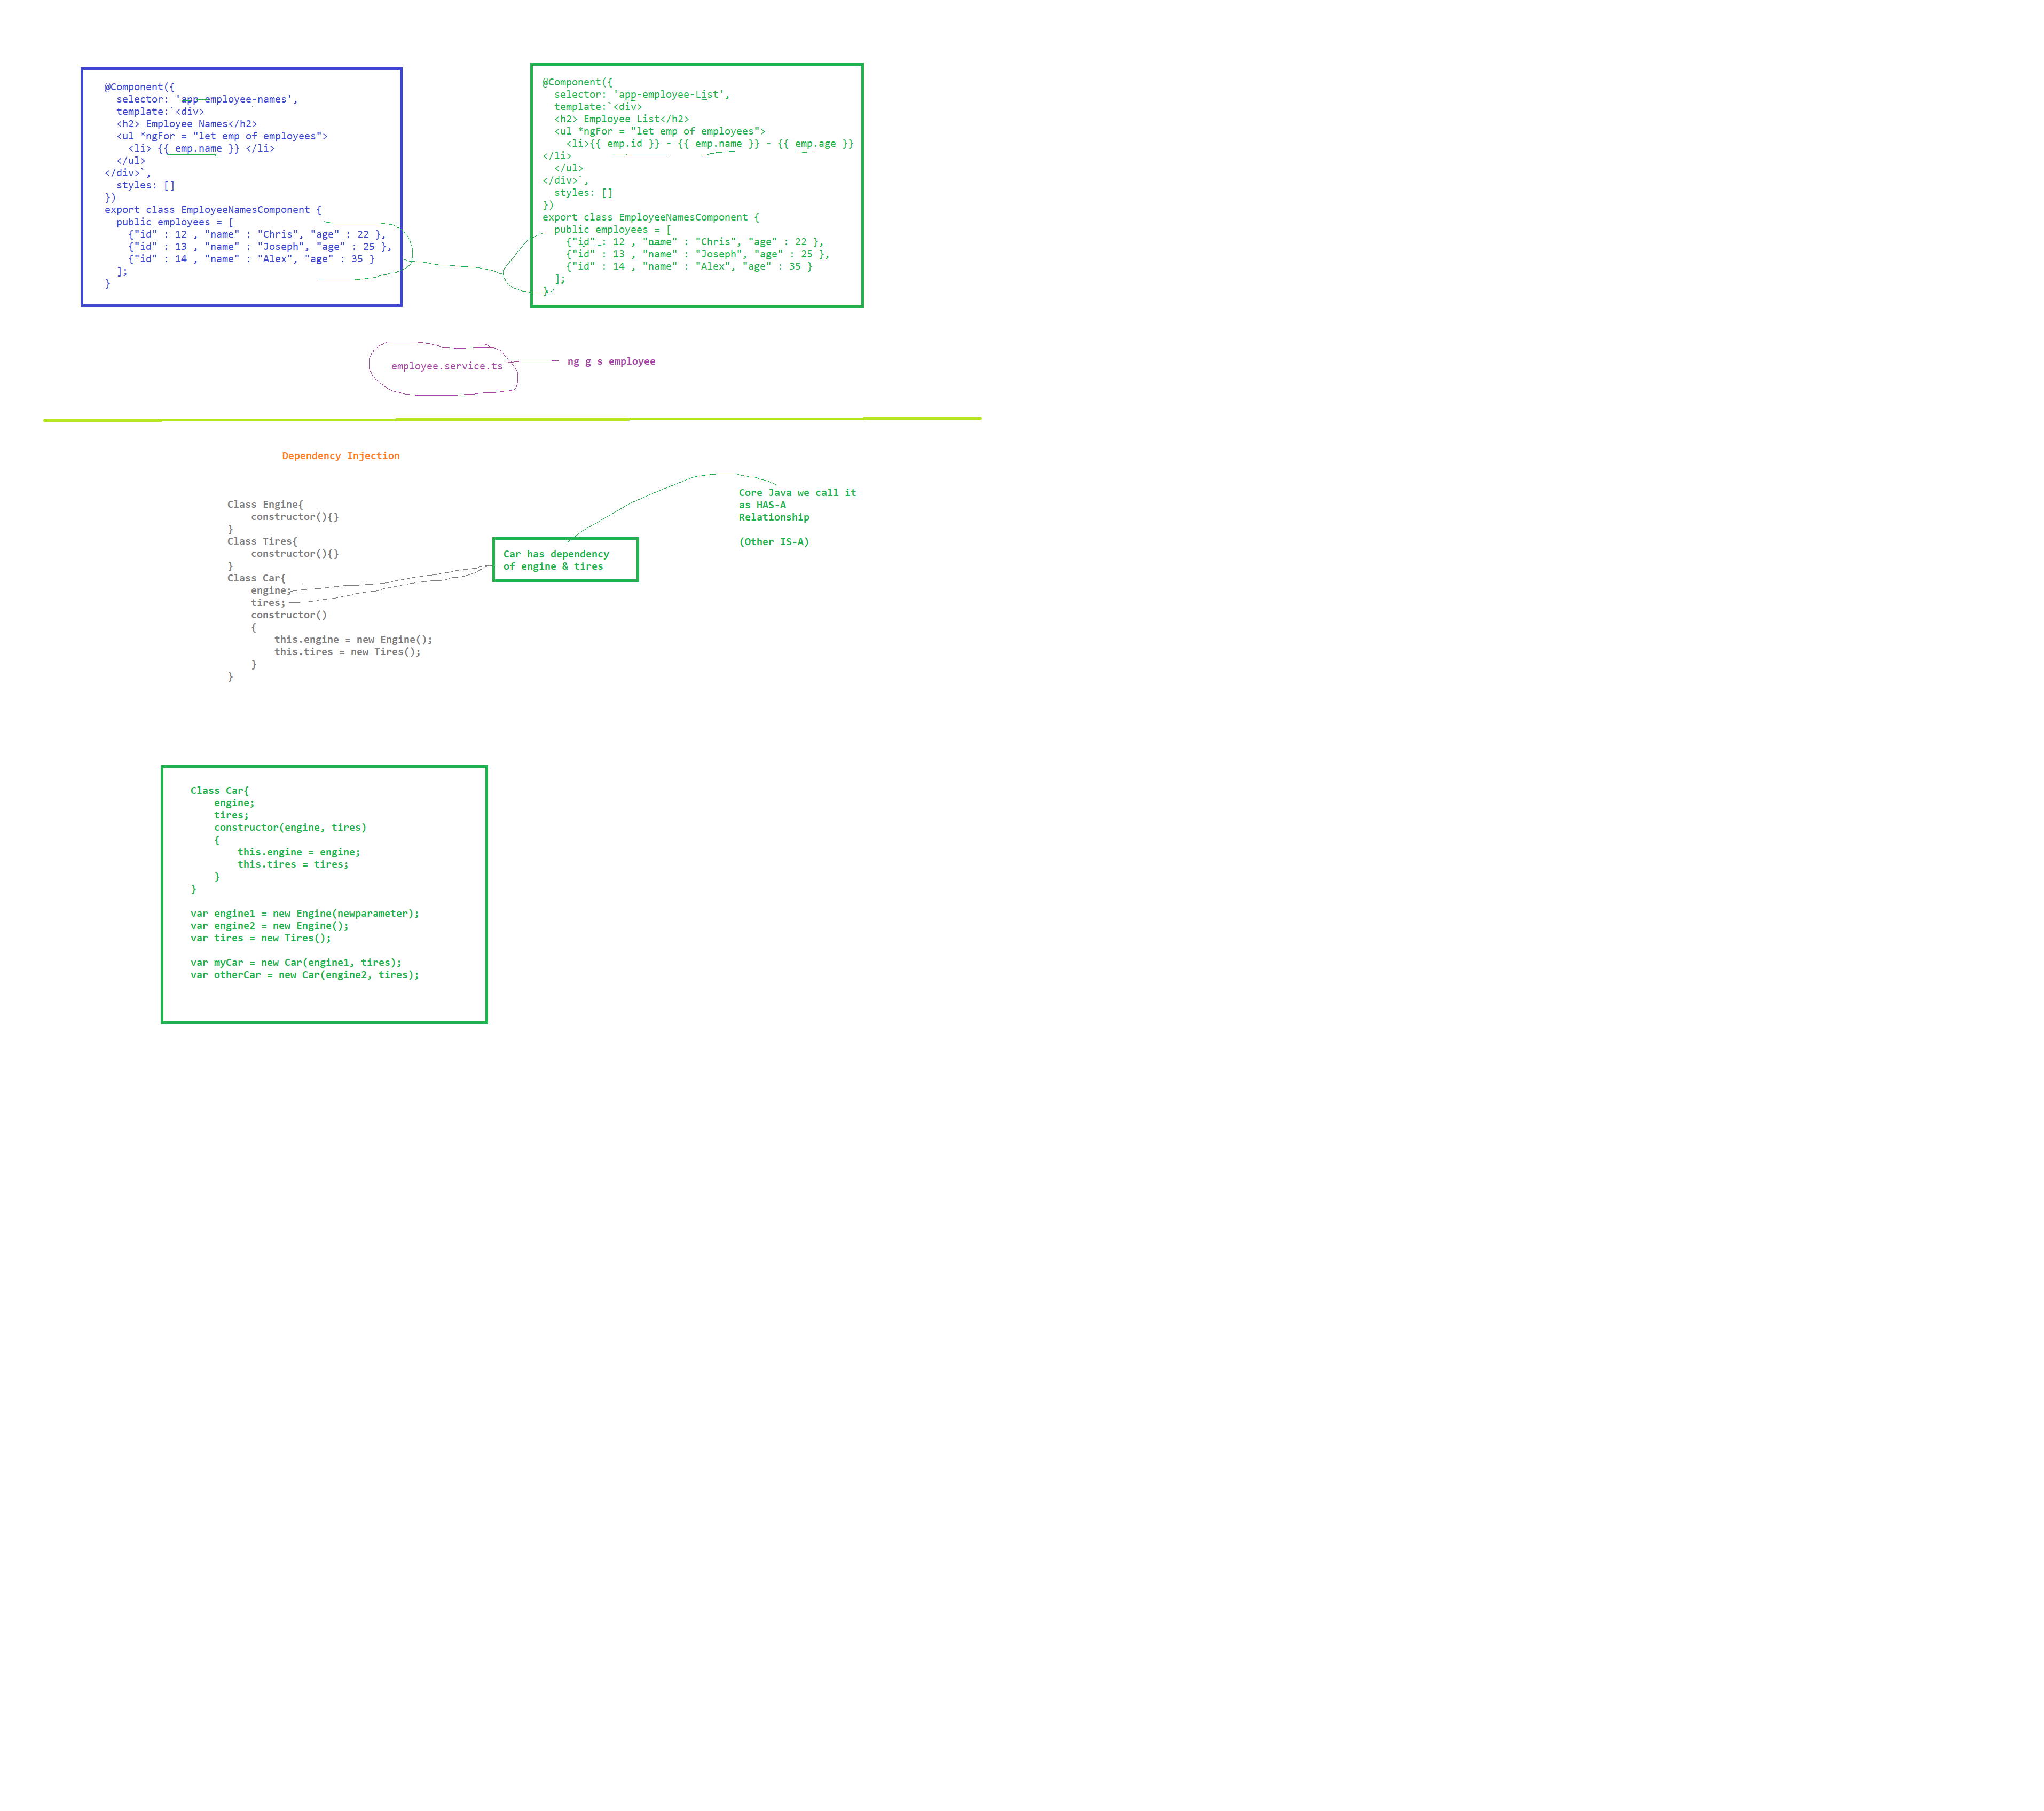 @Component({
  selector: 'app-employee-names',
  template:`<div>
  <h2> Employee Names</h2>
  <ul *ngFor = "let emp of employees">
    <li> {{ emp.name }} </li>
  </ul>
</div>`,
  styles: []
})
export class EmployeeNamesComponent {
  public employees = [
    {"id" : 12 , "name" : "Chris", "age" : 22 },
    {"id" : 13 , "name" : "Joseph", "age" : 25 },
    {"id" : 14 , "name" : "Alex", "age" : 35 }
  ];
}
@Component({
  selector: 'app-employee-List',
  template:`<div>
  <h2> Employee List</h2>
  <ul *ngFor = "let emp of employees">
    <li>{{ emp.id }} - {{ emp.name }} - {{ emp.age }}
</li>
  </ul>
</div>`,
  styles: []
})
export class EmployeeNamesComponent {
  public employees = [
    {"id" : 12 , "name" : "Chris", "age" : 22 },
    {"id" : 13 , "name" : "Joseph", "age" : 25 },
    {"id" : 14 , "name" : "Alex", "age" : 35 }
  ];
}
employee.service.ts
ng g s employee
Dependency Injection
Class Engine{
    constructor(){}
}
Class Tires{
    constructor(){}
}
Class Car{
    engine;
    tires;
    constructor()
    {
        this.engine = new Engine();
        this.tires = new Tires();
    }
}
Car has dependency
of engine & tires
Core Java we call it
as HAS-A
Relationship
(Other IS-A)
Class Car{
    engine;
    tires;
    constructor(engine, tires)
    {
        this.engine = engine;
        this.tires = tires;
    }
}
var engine1 = new Engine(newparameter);
var engine2 = new Engine();
var tires = new Tires();
var myCar = new Car(engine1, tires);
var otherCar = new Car(engine2, tires);